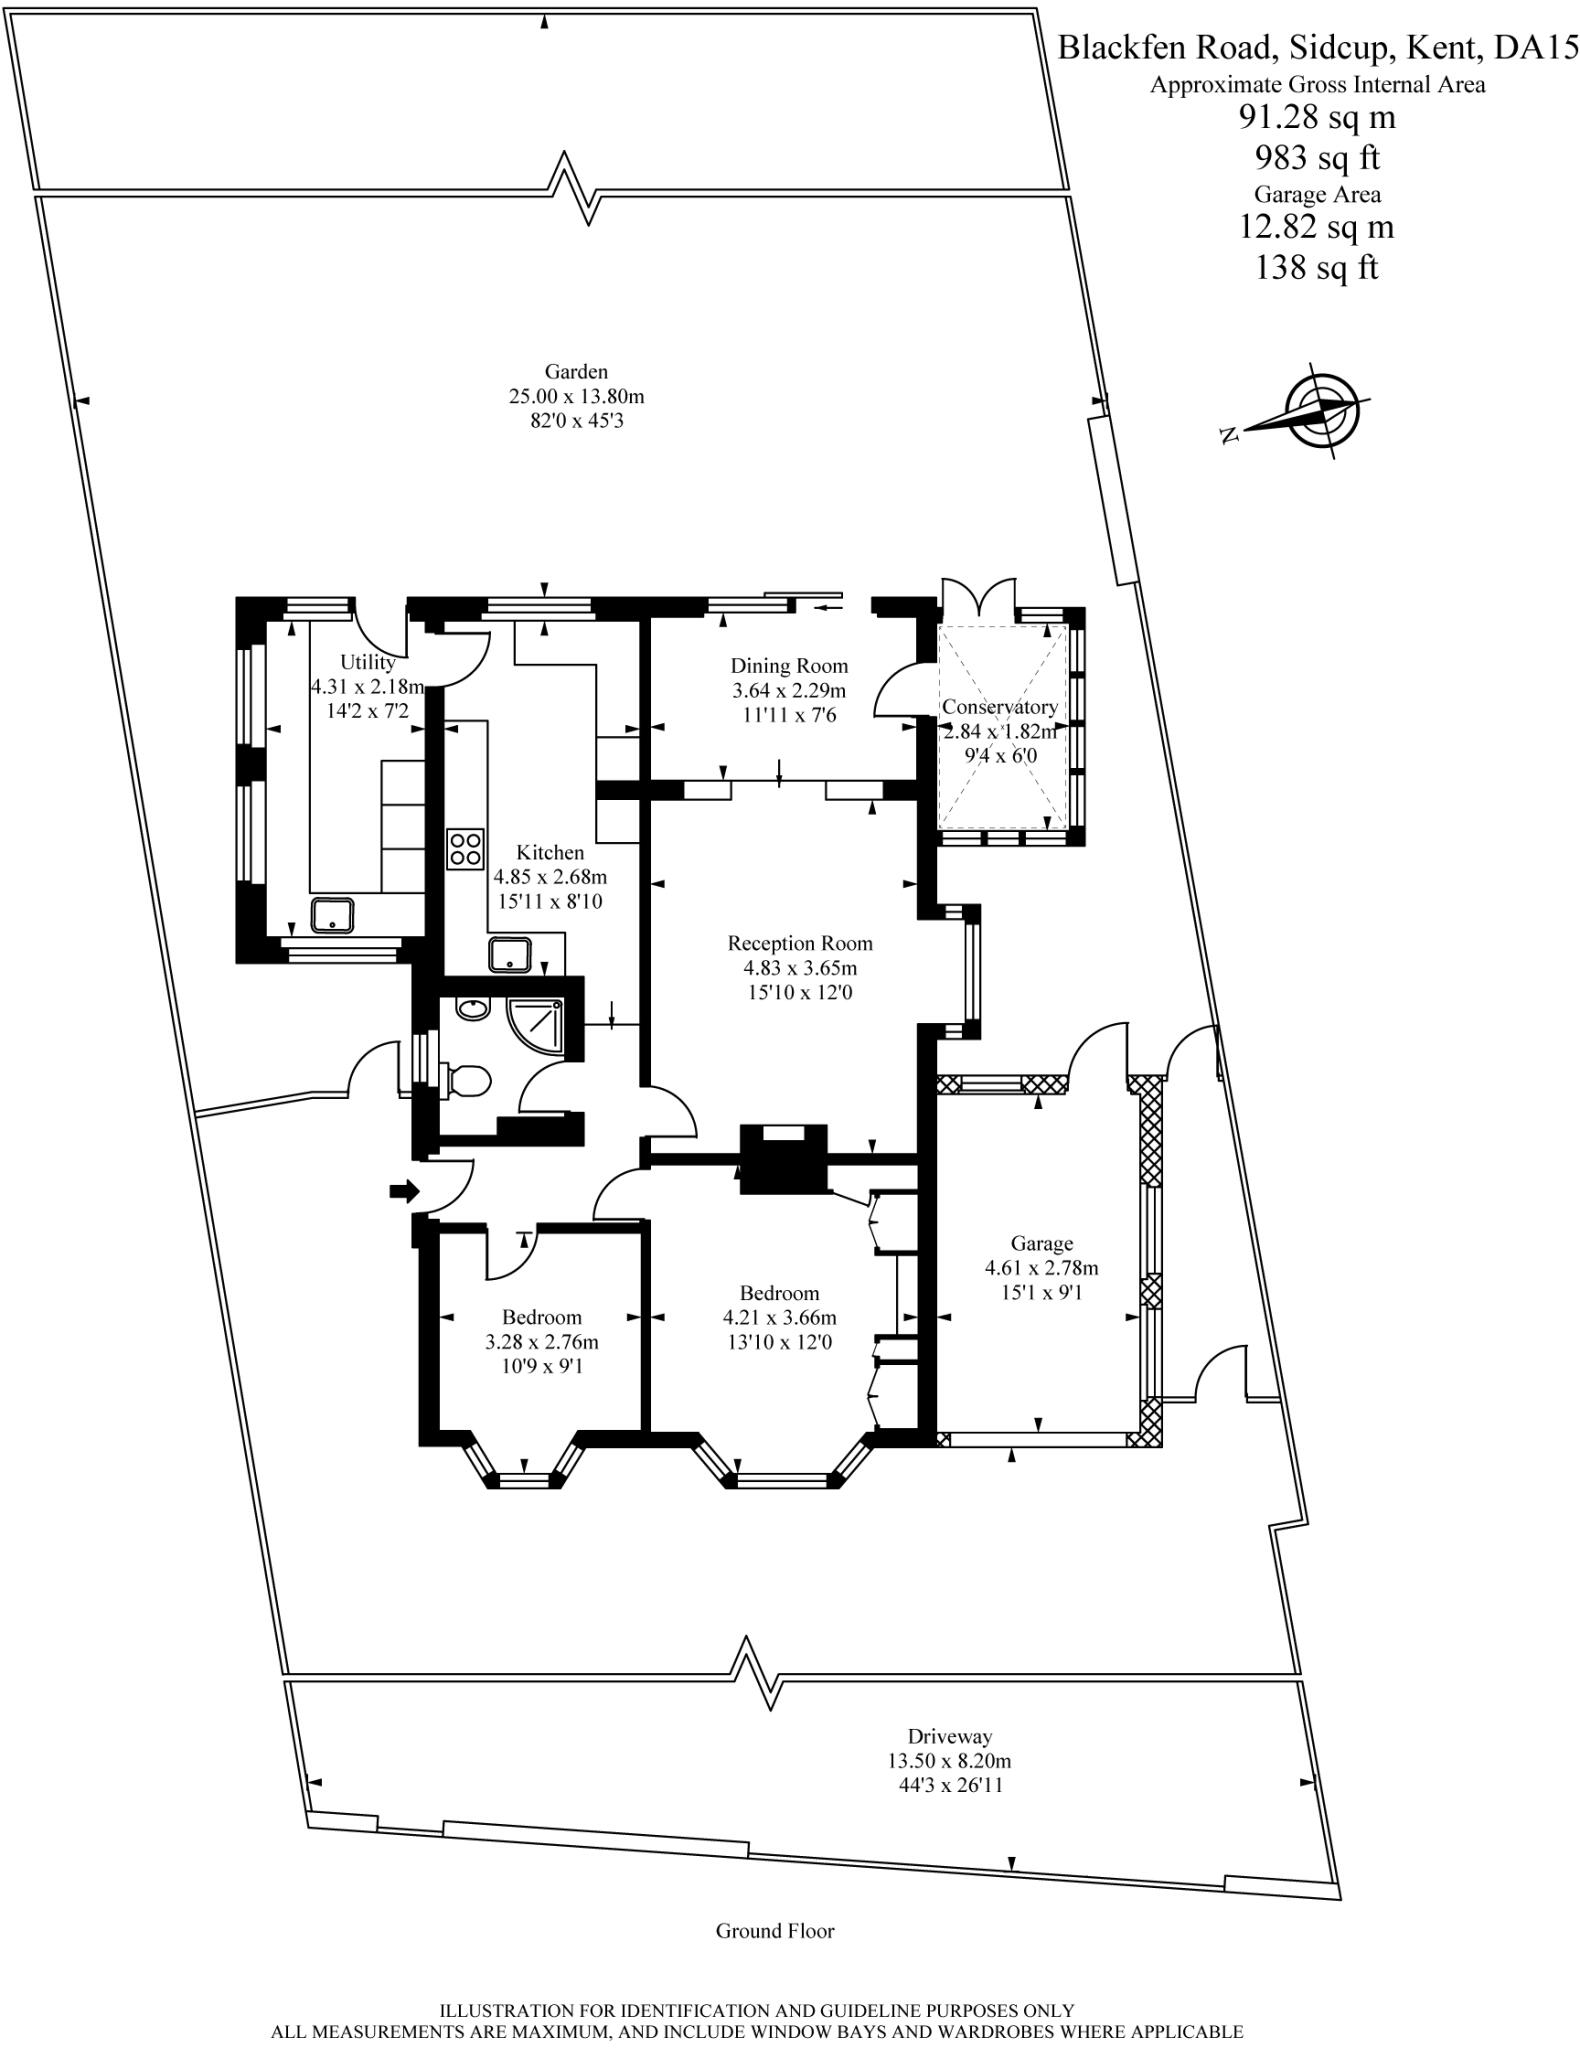 Blackfen Road, Sidcup, Kent, DA15
Approximate Gross Internal Area
91.28 sq m
983 sq ft
Garage Area
12.82 sq m
138 sq ft
Garden
25.00 x 13.80m
82'0 x 45'3
N
Utility
4.31 x 2.18m
14'2 x 7'2
Dining Room
3.64 x 2.29m
11'11 x 7'6
Conservatory
2.84 x 1.82m
9'4 x 6'0
Kitchen
4.85 x 2.68m
15'11 x 8'10
Reception Room
4.83 x 3.65m
15'10 x 12'0
Garage
4.61 x 2.78m
15'1 x 9'1
Bedroom
4.21 x 3.66m
13'10 x 12'0
Bedroom
3.28 x 2.76m
10'9 x 9'1
Driveway
13.50 x 8.20m
44'3 x 26'11
Ground Floor
ILLUSTRATION FOR IDENTIFICATION AND GUIDELINE PURPOSES ONLY
ALL MEASUREMENTS ARE MAXIMUM, AND INCLUDE WINDOW BAYS AND WARDROBES WHERE APPLICABLE